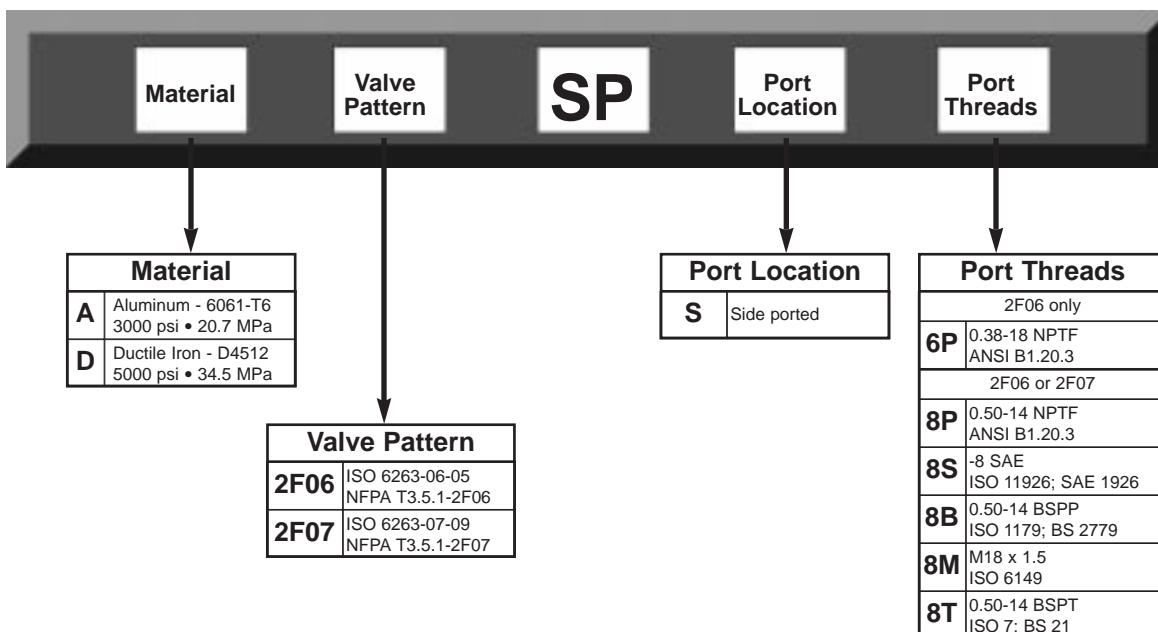 Material
Valve
Pattern
SP
Port
Location
Port
Threads
Material
A
Aluminum - 6061-T6
3000 psi • 20.7 MPa
D
Ductile Iron - D4512
5000 psi • 34.5 MPa
Valve Pattern
2F06
ISO 6263-06-05
NFPA T3.5.1-2F06
2F07
ISO 6263-07-09
NFPA T3.5.1-2F07
Port Location
S
Side ported
Port Threads
2F06 only
6P
0.38-18 NPTF
ANSI B1.20.3
2F06 or 2F07
8P
0.50-14 NPTF
ANSI B1.20.3
8S
-8 SAE
ISO 11926; SAE 1926
8B
0.50-14 BSPP
ISO 1179; BS 2779
8M
M18 x 1.5
ISO 6149
8T
0.50-14 BSPT
ISO 7; BS 21